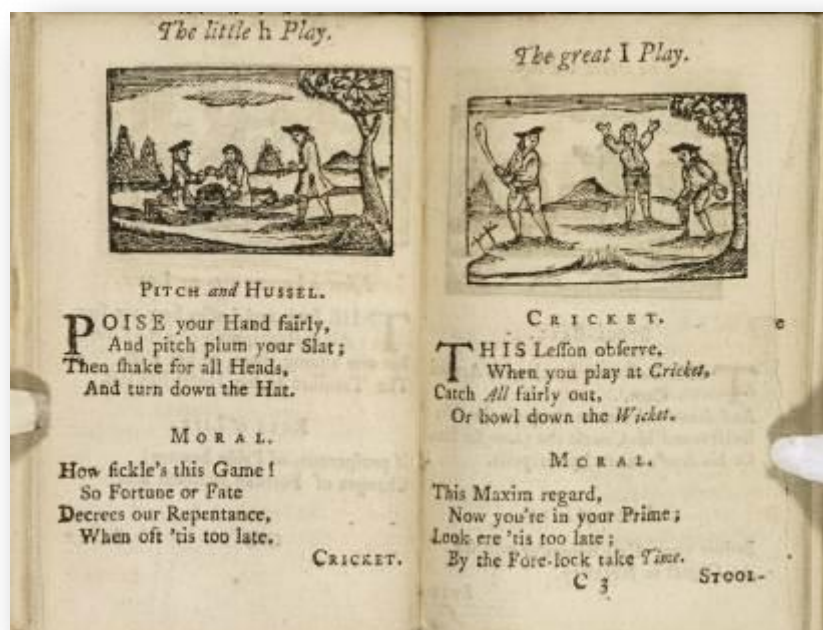 The little h Play.
PITCH and HUSSEL.
POISE your Hand fairly,
And pitch plum your Slat;
Then ſhake for all Heads,
And turn down the Hat.
MORAL.
How fickle's this Game!
So Fortune or Fate
Decrees our Repentance,
When oft 'tis too late.
CRICKET.
The great I Play.
CRICKET.
THIS Leſſon obſerve,
When you play at Cricket,
Catch All fairly out,
Or bowl down the Wicket.
MORAL.
This Maxim regard,
Now you're in your Prime;
Look ere 'tis too late;
By the Fore-lock take Time.
C 3 STOOL-